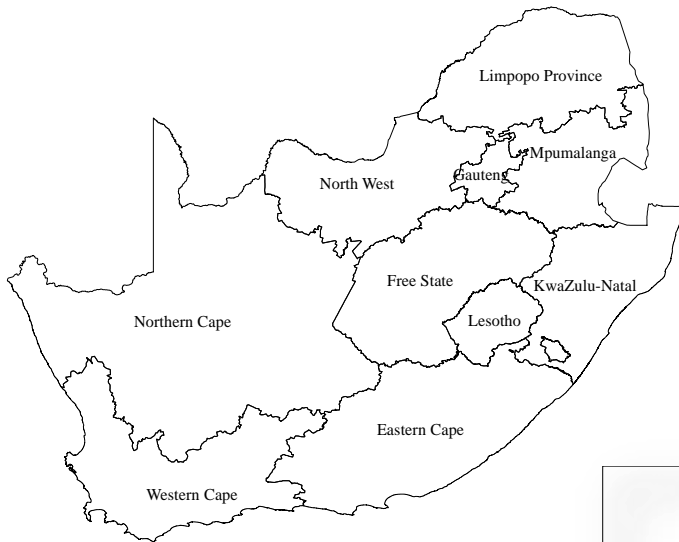 Limpopo Province
Mpumalanga
Gauteng
North West
Free State
KwaZulu-Natal
Northern Cape
Lesotho
Eastern Cape
Western Cape